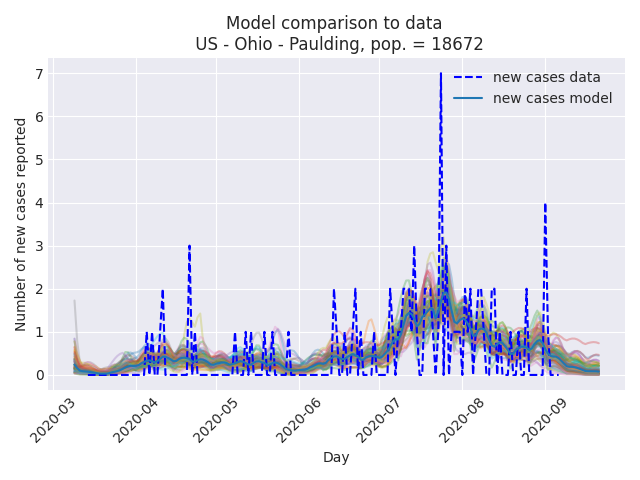 Model comparison to data
US - Ohio - Paulding, pop. = 18672
new cases data
new cases model
Number of new cases reported
7
6
5
4
3
2
1
0
2020-03
2020-04
2020-05
2020-06
2020-07
2020-08
2020-09
Day